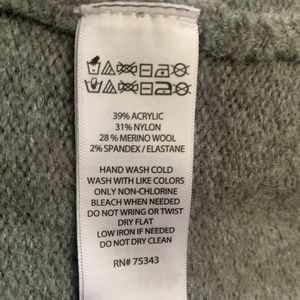 39% ACRYLIC
31% NYLON
28% MERINO WOOL
2% SPANDEX / ELASTANE
HAND WASH COLD
WASH WITH LIKE COLORS
ONLY NON-CHLORINE
BLEACH WHEN NEEDED
DO NOT WRING OR TWIST
DRY FLAT
LOW IRON IF NEEDED
DO NOT DRY CLEAN
RN# 75343